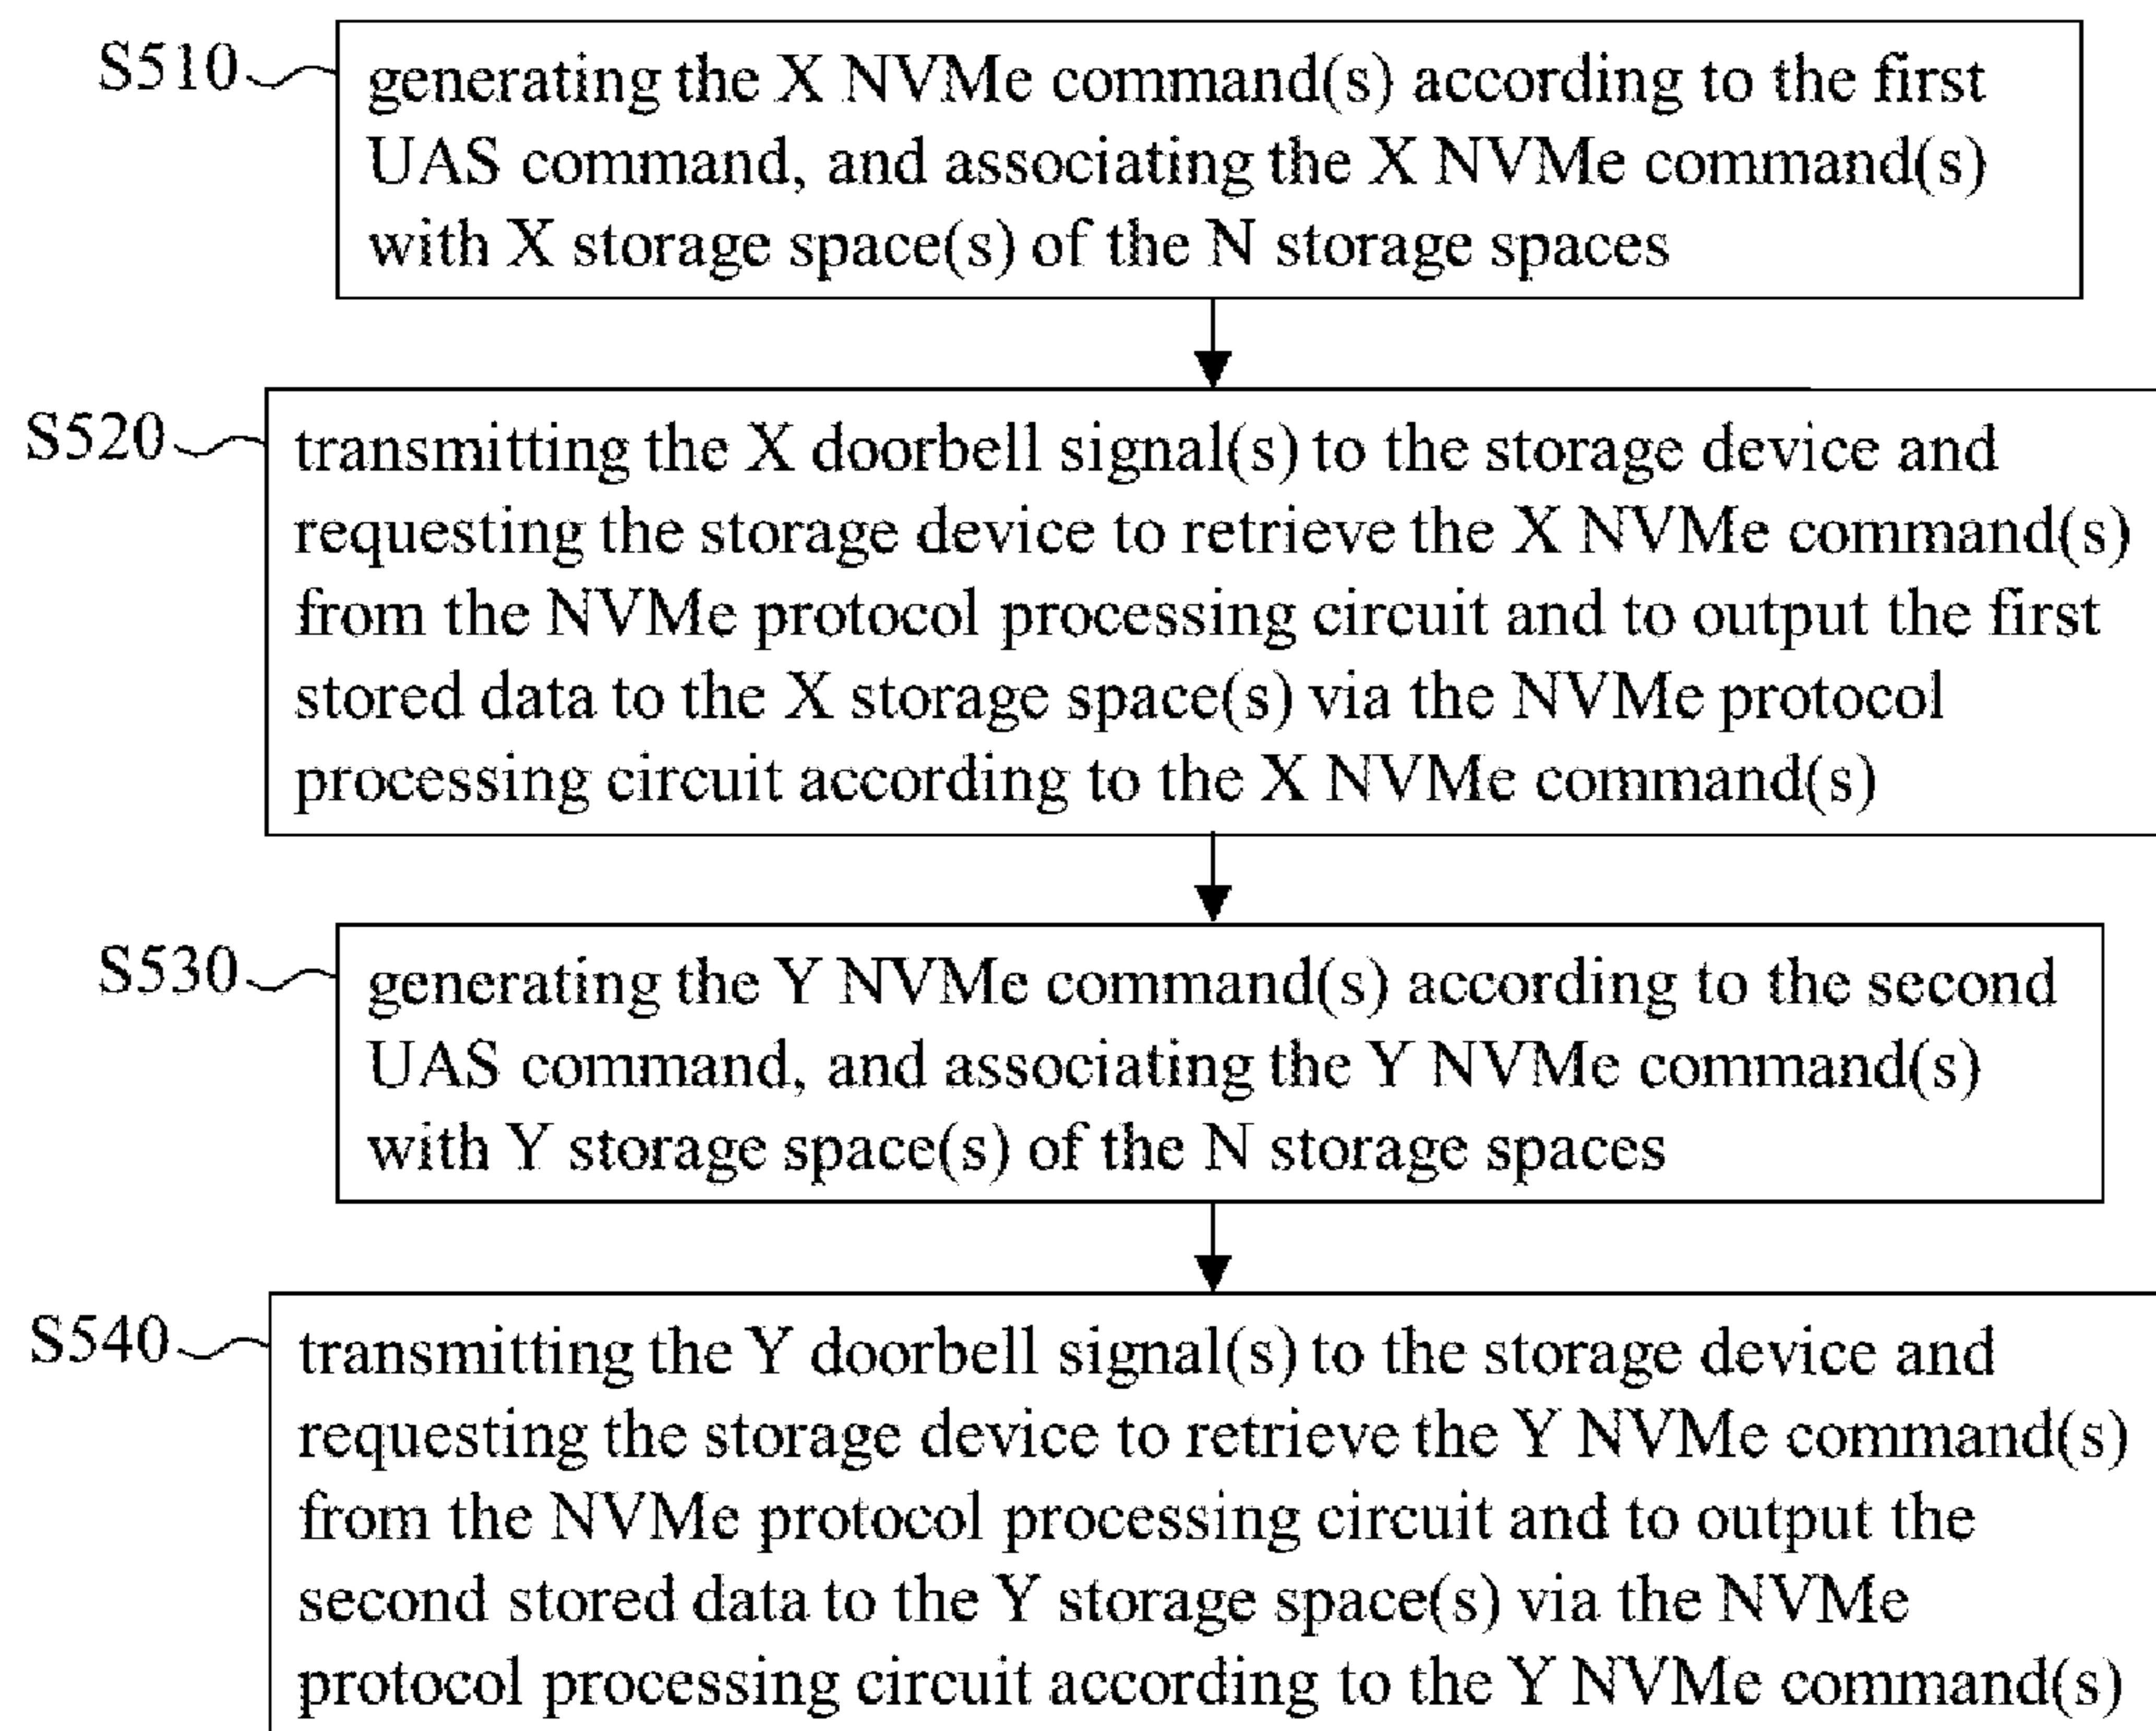 S510
generating the X NVMe command(s) according to the first
UAS command, and associating the X NVMe command(s)
with X storage space(s) of the N storage spaces
S520
transmitting the X doorbell signal(s) to the storage device and
requesting the storage device to retrieve the X NVMe command(s)
from the NVMe protocol processing circuit and to output the first
stored data to the X storage space(s) via the NVMe protocol
processing circuit according to the X NVMe command(s)
S530
generating the Y NVMe command(s) according to the second
UAS command, and associating the Y NVMe command(s)
with Y storage space(s) of the N storage spaces
S540
transmitting the Y doorbell signal(s) to the storage device and
requesting the storage device to retrieve the Y NVMe command(s)
from the NVMe protocol processing circuit and to output the
second stored data to the Y storage space(s) via the NVMe
protocol processing circuit according to the Y NVMe command(s)